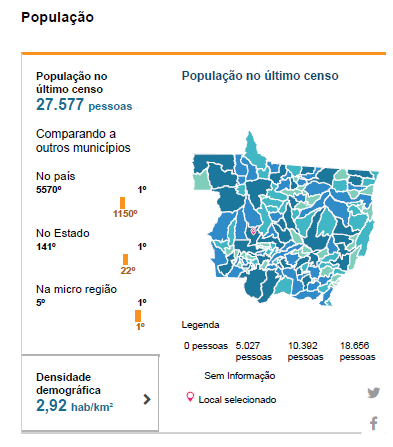 População
População no
último censo
27.577 pessoas
Comparando a
outros municípios
No país
5570º 1º
1150º
No Estado
141º 1º
22º
Na micro região
5º 1º
1º
Densidade
demográfica
2,92 hab/km²
População no último censo
Legenda
0 pessoas 5.027 pessoas 10.392 pessoas 18.656 pessoas
Sem Informação
Local selecionado